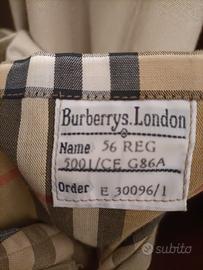 Burberrys. London
Name 56 REG
5001/CE G86A
Order E 30096/1
subito